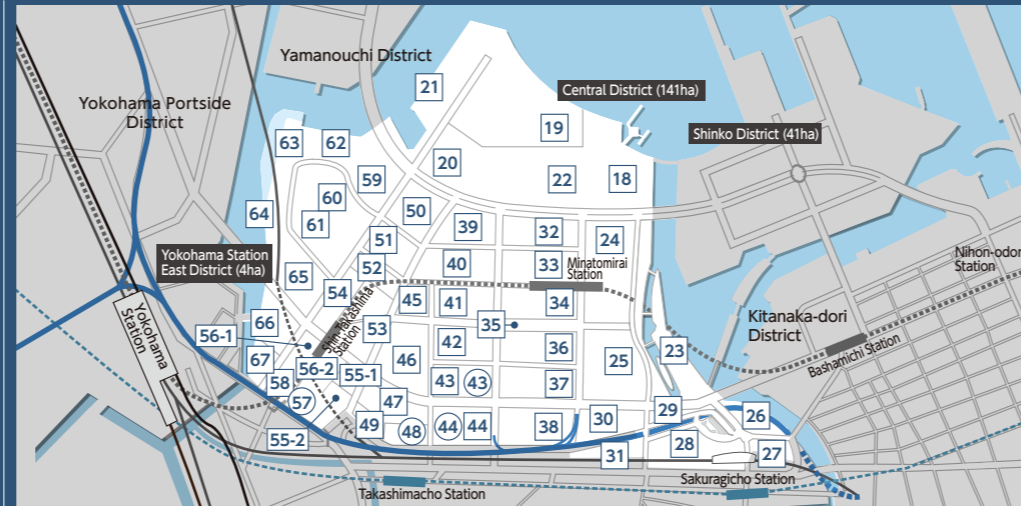 Yamanouchi District
21
Central District (141ha)
Yokohama Portside
District
19
Shinko District (41ha)
63
62
20
59
22
18
60
50
64
61
39
32
24
51
Yokohama Station
East District (4ha)
52
40
33
Minatomirai
Station
Nihon-odori
Station
65
54
45
41
34
Yokohama
Station
Shin-Takashima
Station
35
Kitanaka-dori
District
66
56-1
53
42
36
23
Bashamichi Station
67
56-2
55-1
46
25
58
43
43
37
57
47
29
26
55-2
49
48
44
44
38
30
28
31
27
Sakuragicho Station
Takashimacho Station